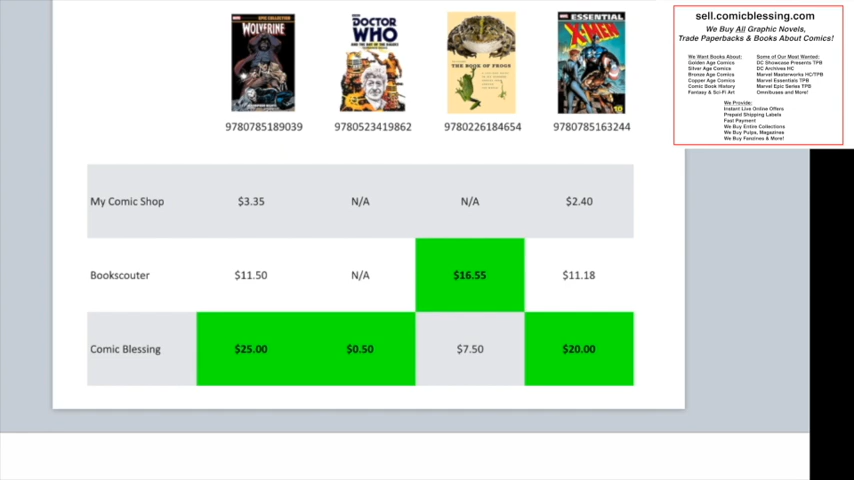 sell.comicblessing.com
We Buy All Graphic Novels,
Trade Paperbacks & Books About Comics!
We Want Books About:
Golden Age Comics
Silver Age Comics
Bronze Age Comics
Copper Age Comics
Comic Book History
Fantasy & Sci-Fi Art
Some of Our Most Wanted:
DC Showcase Presents TPB
DC Archives HC
Marvel Masterworks HC/TPB
Marvel Essentials TPB
Marvel Epic Series TPB
Omnibuses and More!
We Provide:
Instant Live Online Offers
Prepaid Shipping Labels
Fast Payment
We Buy Entire Collections
We Buy Pulps, Magazines
We Buy Fanzines & More!
EPIC COLLECTION
WOLVERINE
DOCTOR
WHO
THE BOOK OF FROGS
ESSENTIAL
X-MEN
10
9780785189039 9780523419862 9780226184654 9780785163244
My Comic Shop $3.35 N/A N/A $2.40
Bookscouter $11.50 N/A $16.55 $11.18
Comic Blessing $25.00 $0.50 $7.50 $20.00